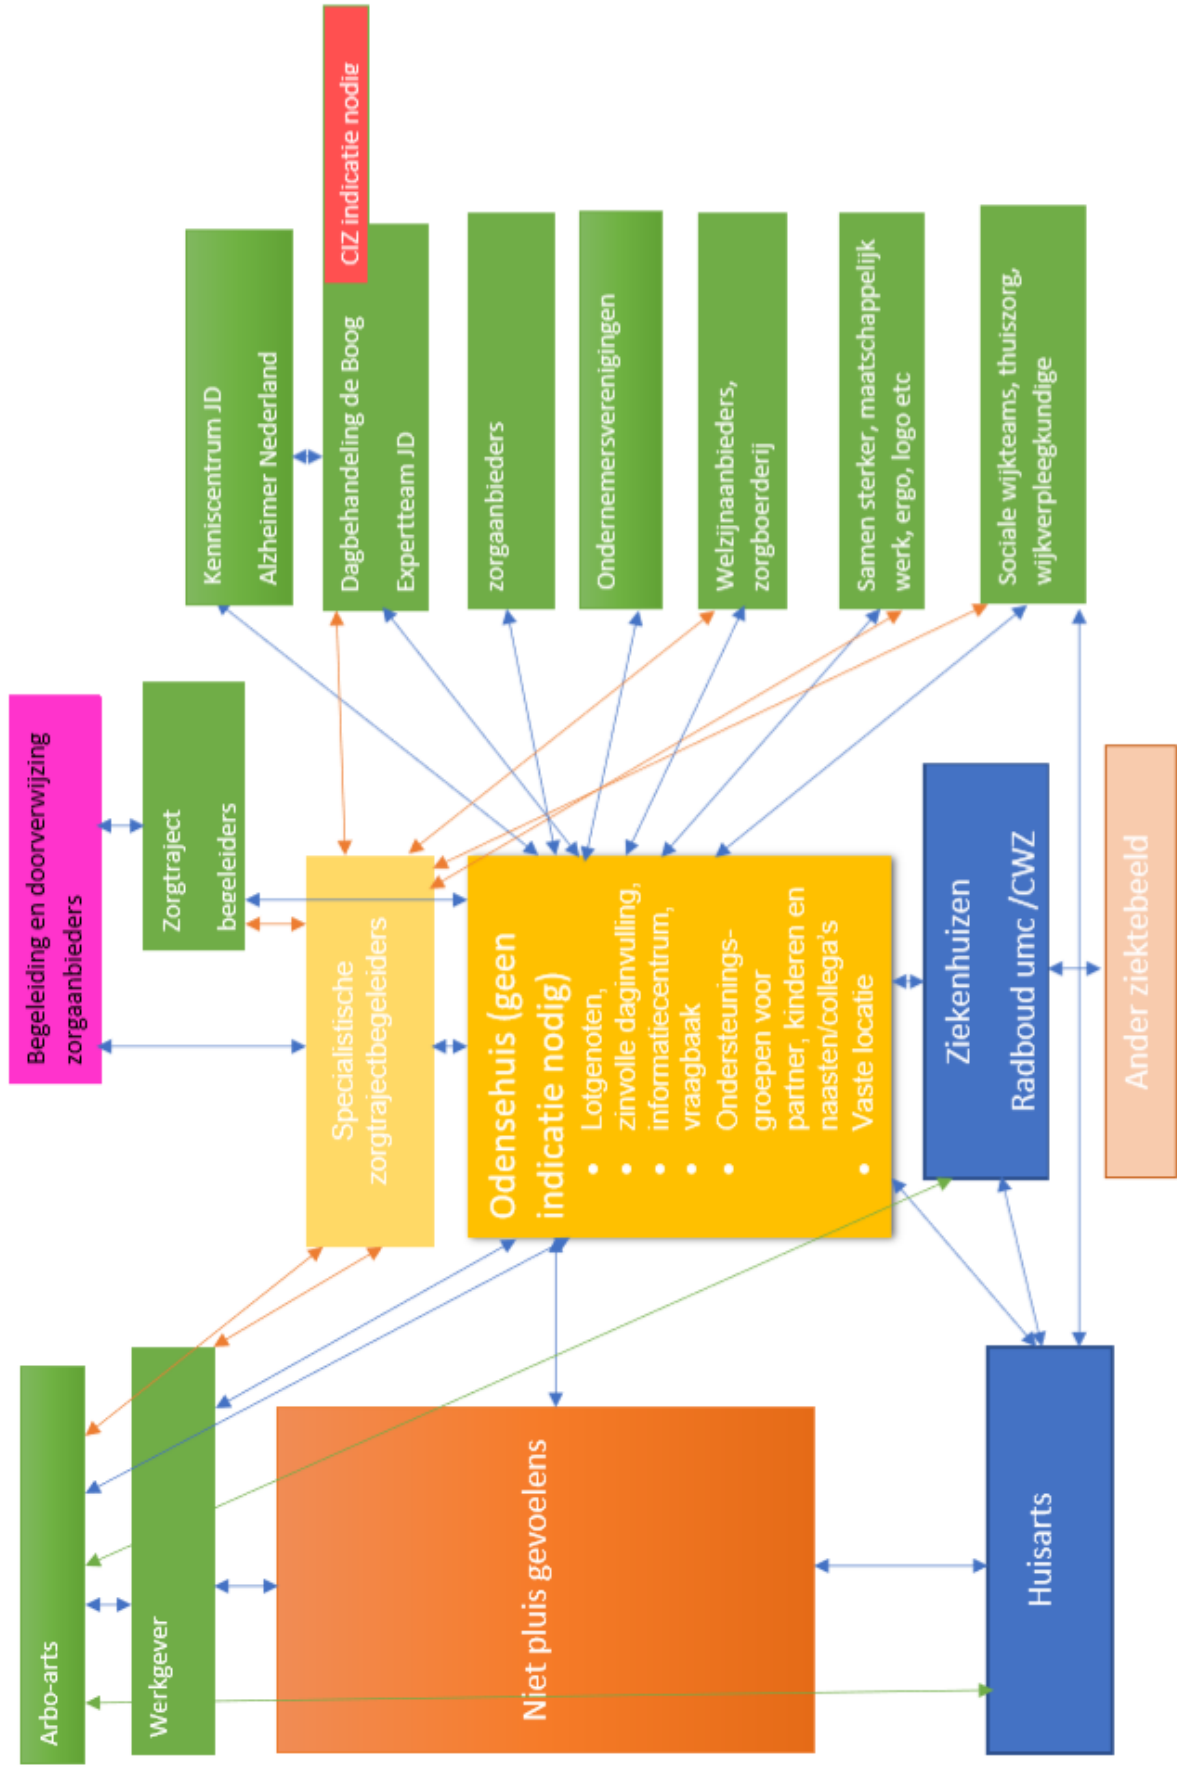 Arbo-arts
Werkgever
Niet pluis gevoelens
Huisarts
Begeleiding en doorverwijzing
zorgaanbieders
Zorgtraject
begeleiders
Specialistische
zorgtrajectbegeleiders
Odensehuis (geen
indicatie nodig)
• Lotgenoten,
• zinvolle daginvulling,
• informatiecentrum,
• vraagbaak
• Ondersteunings-
groepen voor
partner, kinderen en
naasten/collega's
• Vaste locatie
Ziekenhuizen
Radboud umc /CWZ
Ander ziektebeeld
Kenniscentrum JD
Alzheimer Nederland
CIZ indicatie nodig
Dagbehandeling de Boog
Expertteam JD
zorgaanbieders
Ondernemersverenigingen
Welzijnaanbieders,
zorgboerderij
Samen sterker, maatschappelijk
werk, ergo, logo etc
Sociale wijkteams, thuiszorg,
wijkverpleegkundige